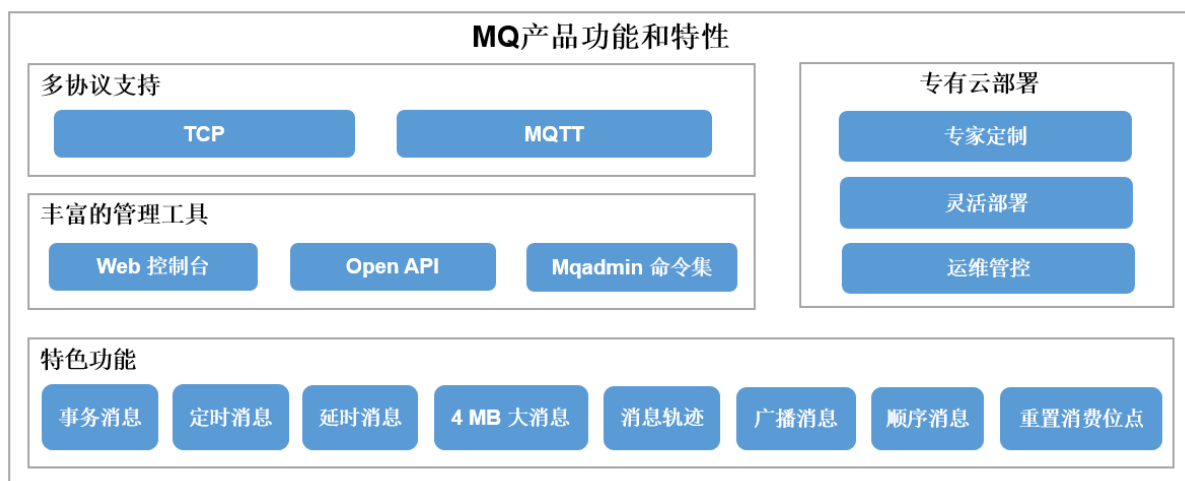 MQ产品功能和特性
多协议支持
TCP
MQTT
丰富的管理工具
Web 控制台
Open API
Mqadmin 命令集
专有云部署
专家定制
灵活部署
运维管控
特色功能
事务消息
定时消息
延时消息
4 MB 大消息
消息轨迹
广播消息
顺序消息
重置消费位点